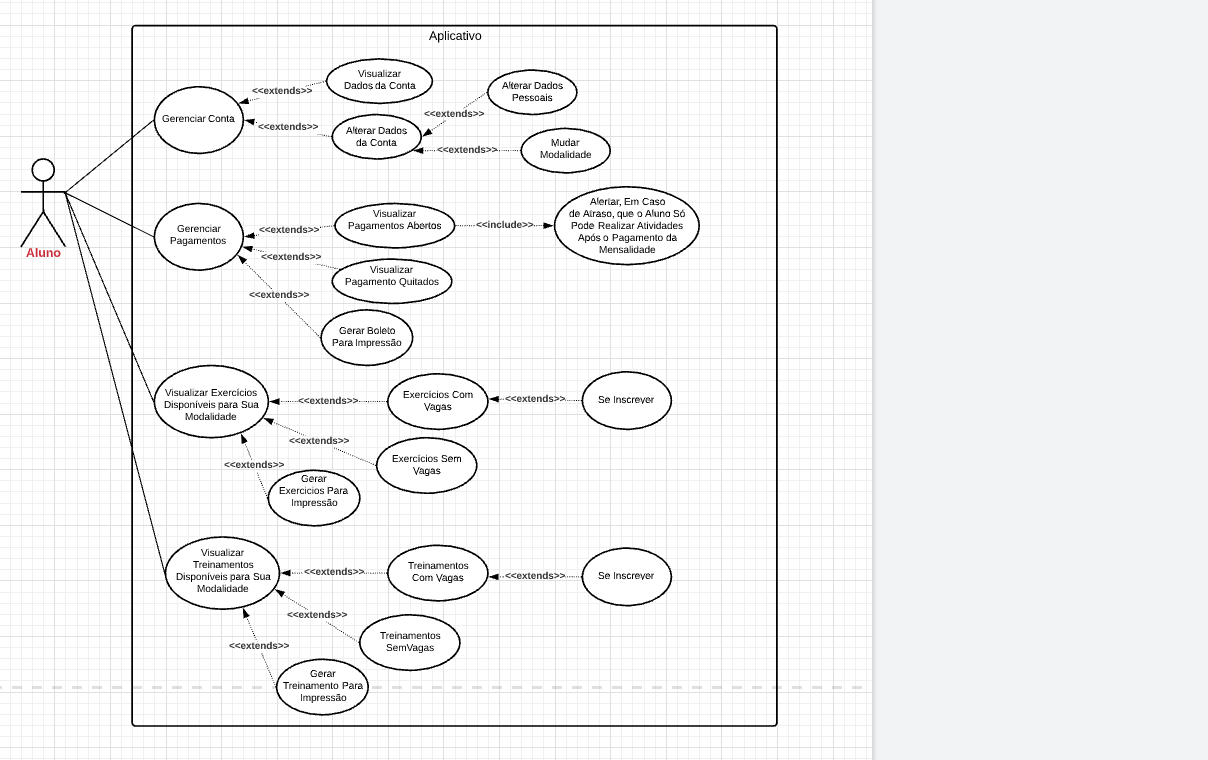 Aplicativo
Visualizar
Dados da Conta
<<extends>>
Gerenciar Conta
<<extends>>
Alterar Dados
da Conta
<<extends>>
Alterar Dados
Pessoais
<<extends>>
Mudar
Modalidade
Aluno
Gerenciar
Pagamentos
<<extends>>
Visualizar
Pagamentos Abertos
<<include>>
Alertar, Em Caso
de Atraso, que o Aluno Só
Pode Realizar Atividades
Após o Pagamento da
Mensalidade
<<extends>>
Visualizar
Pagamento Quitados
<<extends>>
Gerar Boleto
Para Impressão
Visualizar Exercícios
Disponíveis para Sua
Modalidade
<<extends>>
Exercícios Com
Vagas
<<extends>>
Se Inscrever
<<extends>>
Exercícios Sem
Vagas
<<extends>>
Gerar
Exercicios Para
Impressão
Visualizar
Treinamentos
Disponíveis para Sua
Modalidade
<<extends>>
Treinamentos
Com Vagas
<<extends>>
Se Inscrever
<<extends>>
Treinamentos
SemVagas
<<extends>>
Gerar
Treinamento Para
Impressão